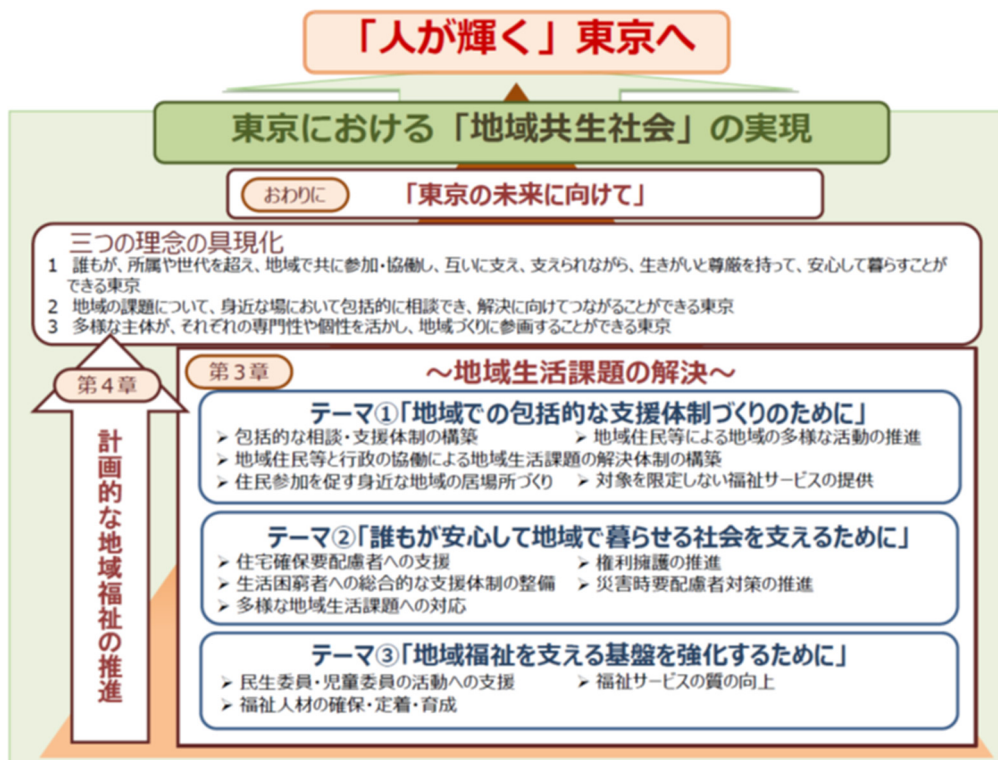 「人が輝く」東京へ
東京における「地域共生社会」の実現
おわりに
「東京の未来に向けて」
三つの理念の具現化
1 誰もが、所属や世代を超え、地域で共に参加・協働し、互いに支え、支えられながら、生きがいと尊厳を持って、安心して暮らすことが
できる東京
2 地域の課題について、身近な場において包括的に相談でき、解決に向けてつながることができる東京
3 多様な主体が、それぞれの専門性や個性を活かし、地域づくりに参画することができる東京
第4章
計画的な地域福祉の推進
第3章
～地域生活課題の解決～
テーマ①「地域での包括的な支援体制づくりのために」
➢ 包括的な相談・支援体制の構築
➢ 地域住民等による地域の多様な活動の推進
➢ 地域住民等と行政の協働による地域生活課題の解決体制の構築
➢ 住民参加を促す身近な地域の居場所づくり
➢ 対象を限定しない福祉サービスの提供
テーマ②「誰もが安心して地域で暮らせる社会を支えるために」
➢ 住宅確保要配慮者への支援
➢ 権利擁護の推進
➢ 生活困窮者への総合的な支援体制の整備
➢ 災害時要配慮者対策の推進
➢ 多様な地域生活課題への対応
テーマ③「地域福祉を支える基盤を強化するために」
➢ 民生委員・児童委員の活動への支援
➢ 福祉サービスの質の向上
➢ 福祉人材の確保・定着・育成